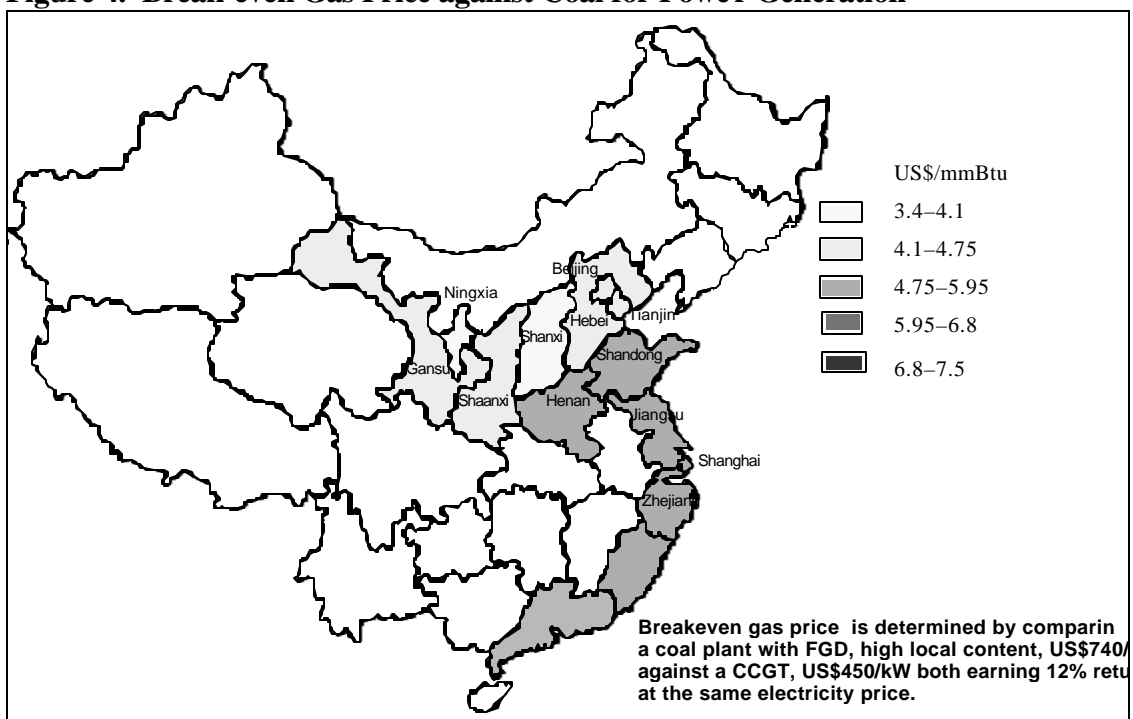 Figure 4. Break-even Gas Price against Coal for Power Generation
US$/mmBtu
3.4–4.1
4.1–4.75
4.75–5.95
5.95–6.8
6.8–7.5
Beijing
Ningxia
Tianjin
Hebei
Shanxi
Shandong
Gansu
Shaanxi
Henan
Jiangsu
Shanghai
Zhejian
Breakeven gas price is determined by comparin
a coal plant with FGD, high local content, US$740/
against a CCGT, US$450/kW both earning 12% retu
at the same electricity price.